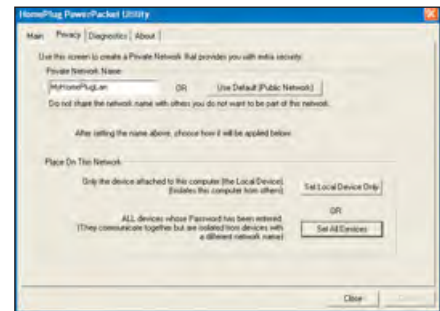 HomePlug PowerPacket Utility
Main Privacy Diagnostics About
Use this screen to create a Private Network that provides you with extra security.
Private Network Name:
MyHomePlugLan OR Use Default (Public Network)
Do not share the network name with others you do not want to be part of this network.
After setting the name above, choose how it will be applied below.
Place On This Network
Only the device attached to this computer (the Local Device).
(Isolates this computer from others) Set Local Device Only
OR
ALL devices whose Password has been entered.
(They communicate together but are isolated from devices with
a different network name) Set All Devices
Close